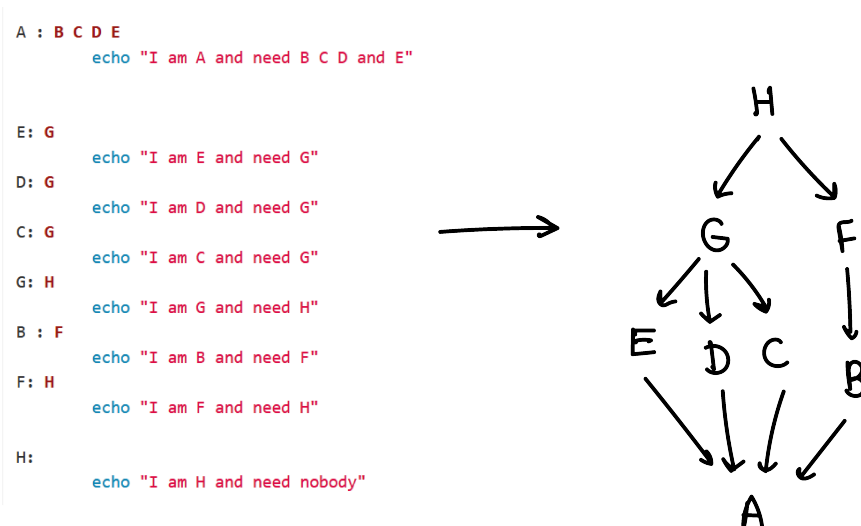 A : B C D E
echo "I am A and need B C D and E"
E: G
echo "I am E and need G"
D: G
echo "I am D and need G"
C: G
echo "I am C and need G"
G: H
echo "I am G and need H"
B : F
echo "I am B and need F"
F: H
echo "I am F and need H"
H:
echo "I am H and need nobody"
H
G F
E D C B
A